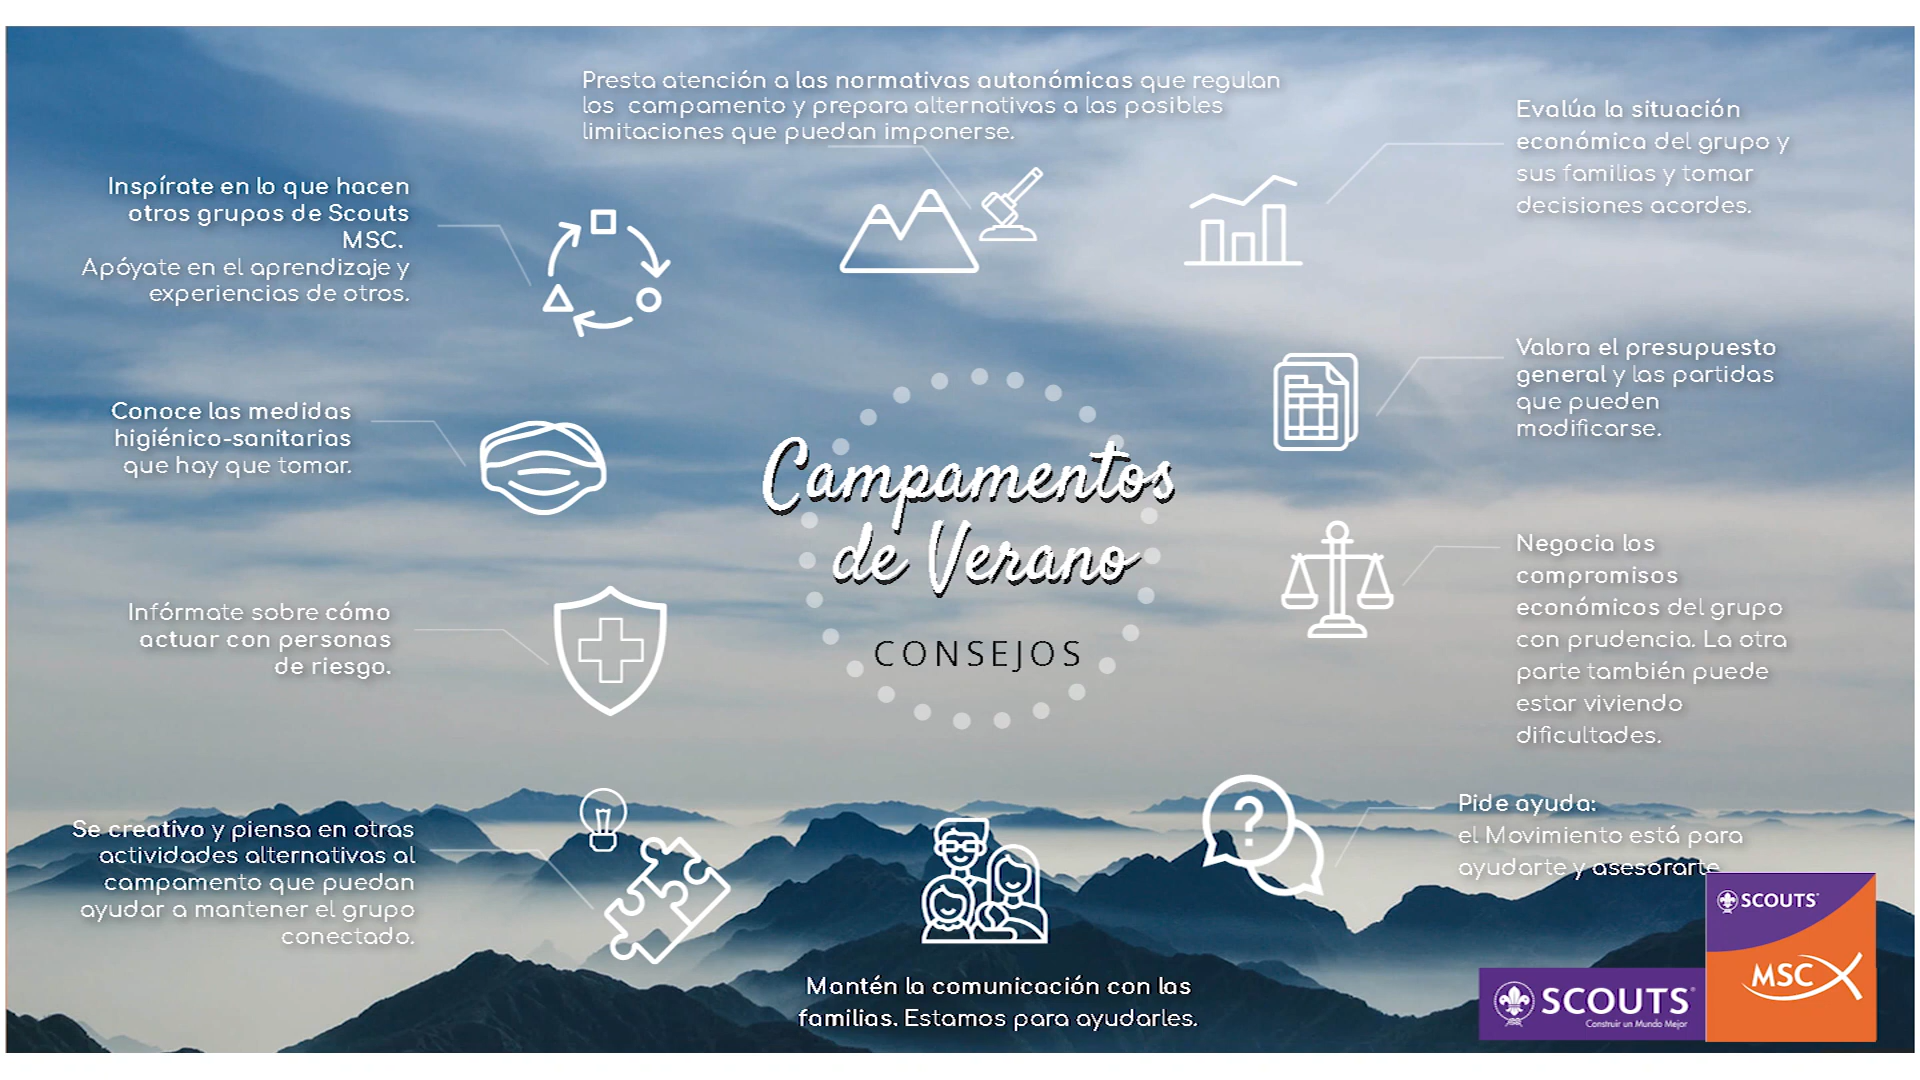 Presta atención a las normativas autonómicas que regulan
los campamento y prepara alternativas a las posibles
limitaciones que puedan imponerse.
Evalúa la situación
económica del grupo y
sus familias y tomar
decisiones acordes.
Inspírate en lo que hacen
otros grupos de Scouts
MSC.
Apóyate en el aprendizaje y
experiencias de otros.
Valora el presupuesto
general y las partidas
que pueden
modificarse.
Conoce las medidas
higiénico-sanitarias
que hay que tomar.
Campamentos
de Verano
CONSEJOS
Negocia los
compromisos
económicos del grupo
con prudencia. La otra
parte también puede
estar viviendo
dificultades.
Infórmate sobre cómo
actuar con personas
de riesgo.
Se creativo y piensa en otras
actividades alternativas al
campamento que puedan
ayudar a mantener el grupo
conectado.
?
Pide ayuda:
el Movimiento está para
ayudarte y asesorarte
Mantén la comunicación con las
familias. Estamos para ayudarles.
SCOUTS
MSC
SCOUTS®
Construir un Mundo Mejor